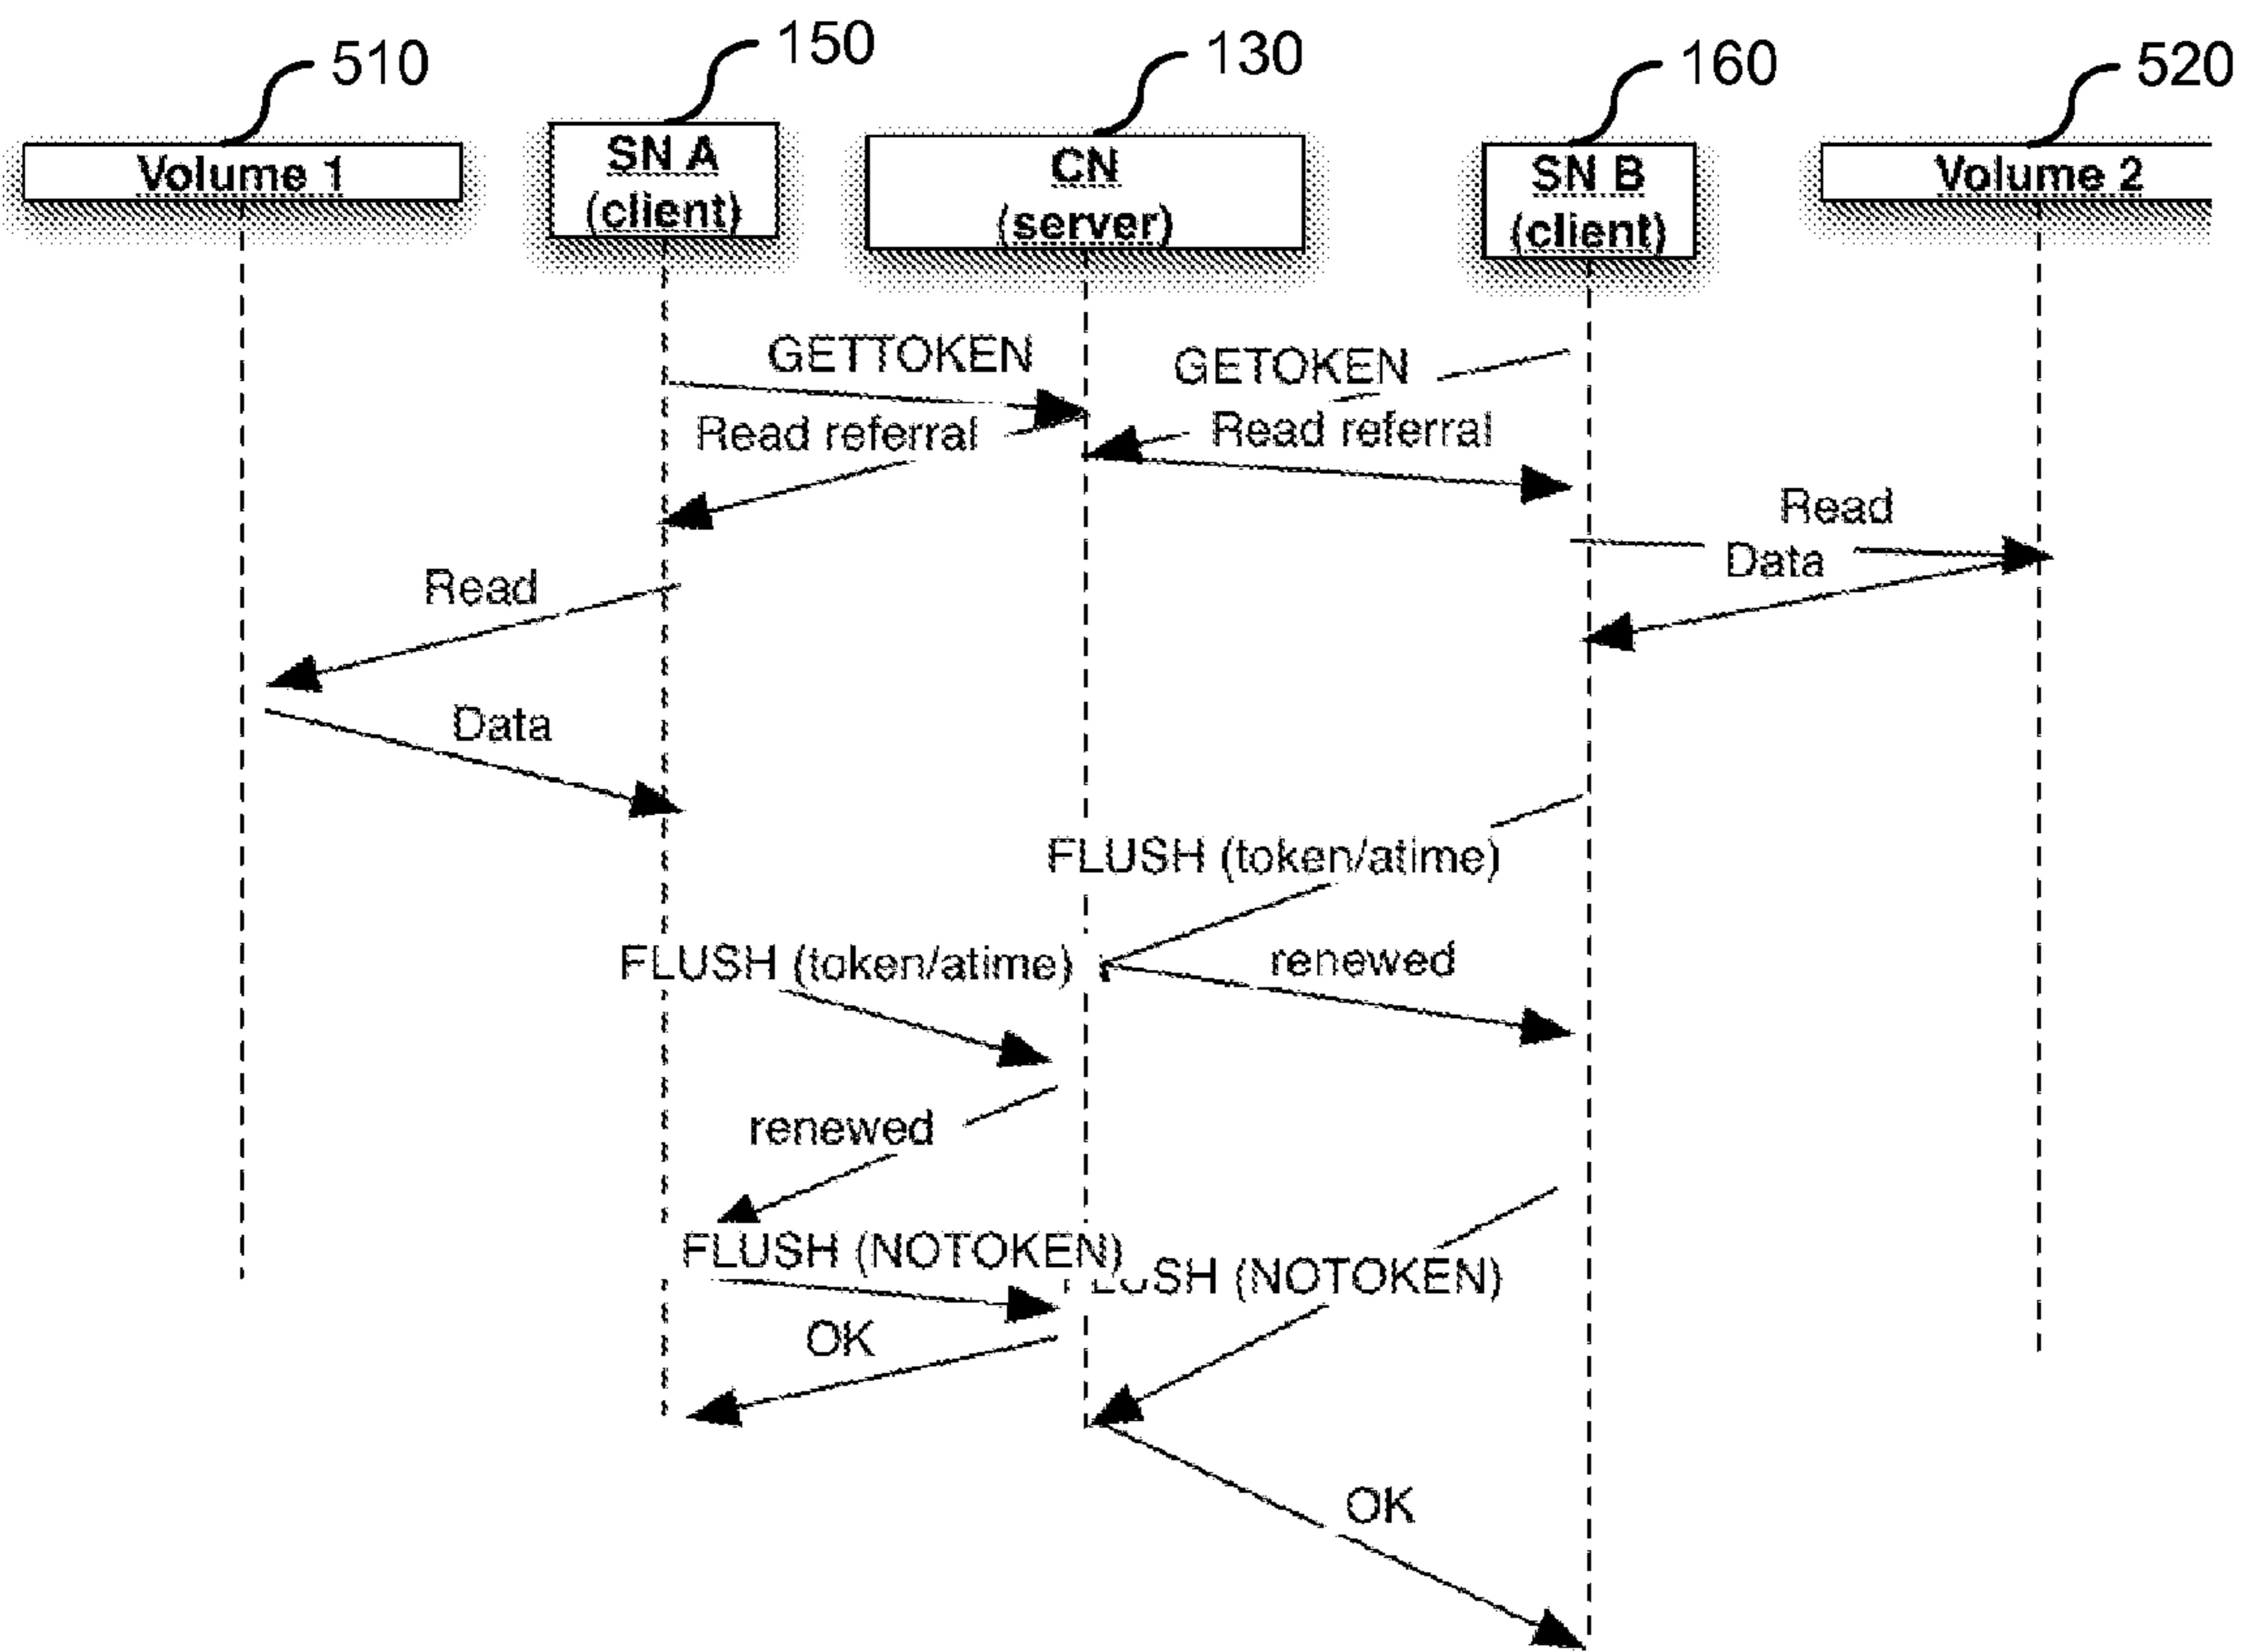 510
150
130
160
520
Volume 1
SN A
(client)
CN
(server)
SN B
(client)
Volume 2
GETTOKEN
GETOKEN
Read referral
Read referral
Read
Data
Read
Data
FLUSH (token/atime)
FLUSH (token/atime)
renewed
renewed
FLUSH (NOTOKEN)
FLUSH (NOTOKEN)
OK
OK